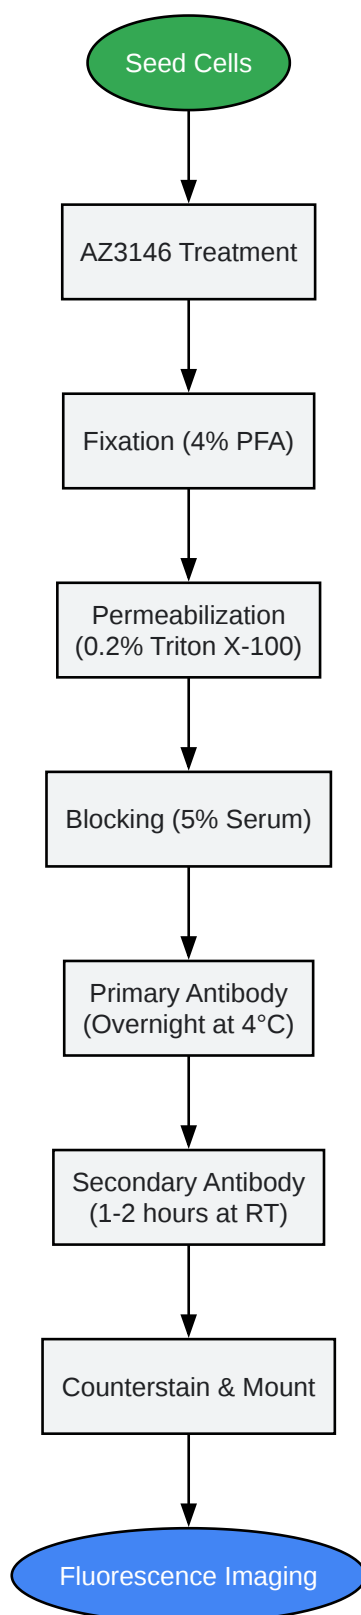 Seed Cells
AZ3146 Treatment
Fixation (4% PFA)
Permeabilization
(0.2% Triton X-100)
Blocking (5% Serum)
Primary Antibody
(Overnight at 4°C)
Secondary Antibody
(1-2 hours at RT)
Counterstain & Mount
Fluorescence Imaging